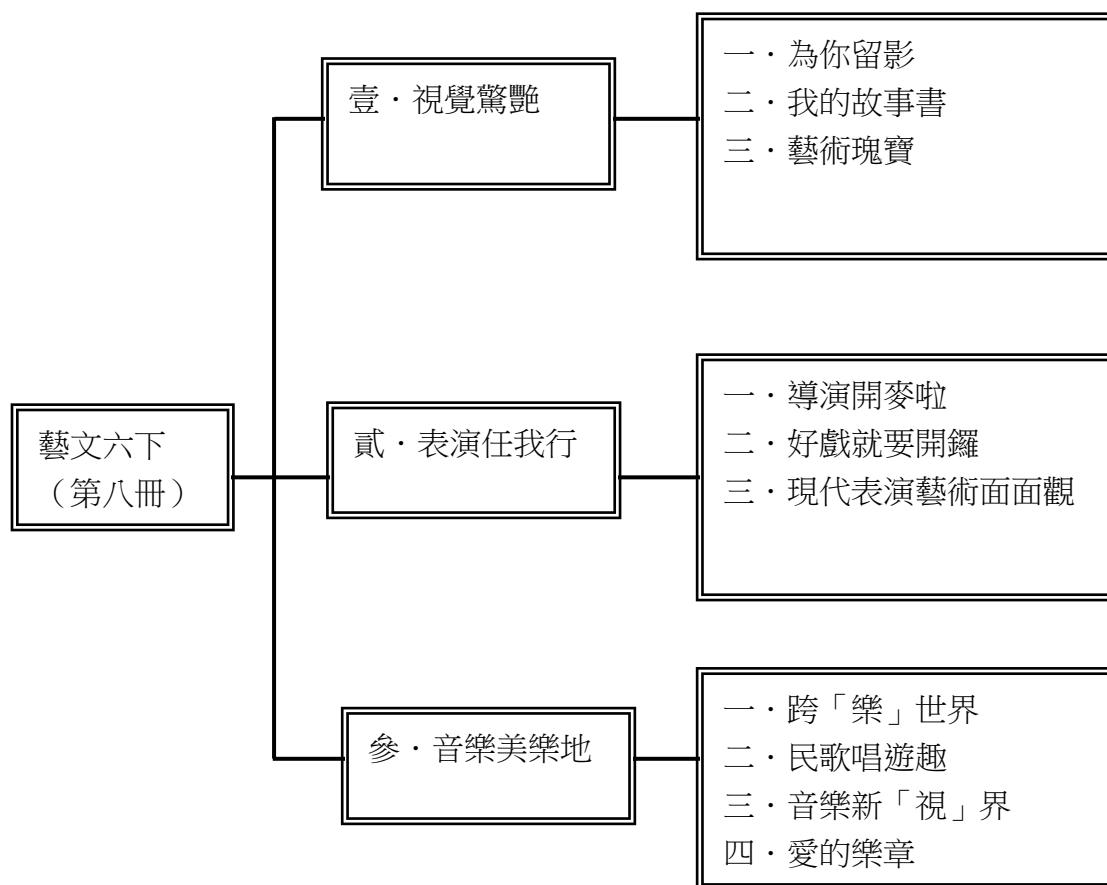 藝文六下
（第八冊）
壹．視覺驚艷
一．為你留影
二．我的故事書
三．藝術瑰寶
貳．表演任我行
一．導演開麥啦
二．好戲就要開鑼
三．現代表演藝術面面觀
參．音樂美樂地
一．跨「樂」世界
二．民歌唱遊趣
三．音樂新「視」界
四．愛的樂章